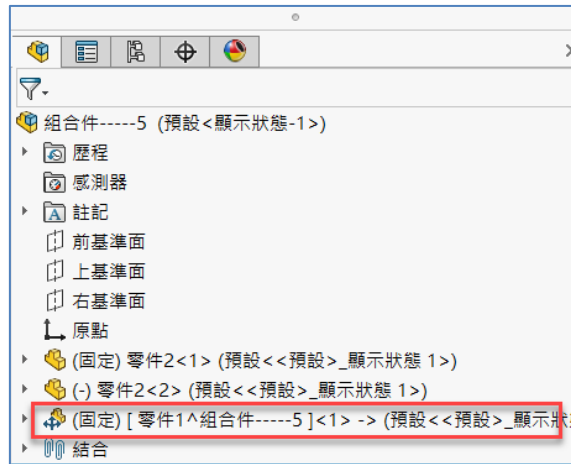 組合件-----5 (預設<顯示狀態-1>)
歷程
感測器
A 註記
前基準面
上基準面
右基準面
原點
(固定) 零件2<1> (預設<<預設>_顯示狀態 1>)
(-) 零件2<2> (預設<<預設>_顯示狀態 1>)
(固定) [ 零件1^組合件-----5 ]<1> -> (預設<<預設>_顯示狀
結合